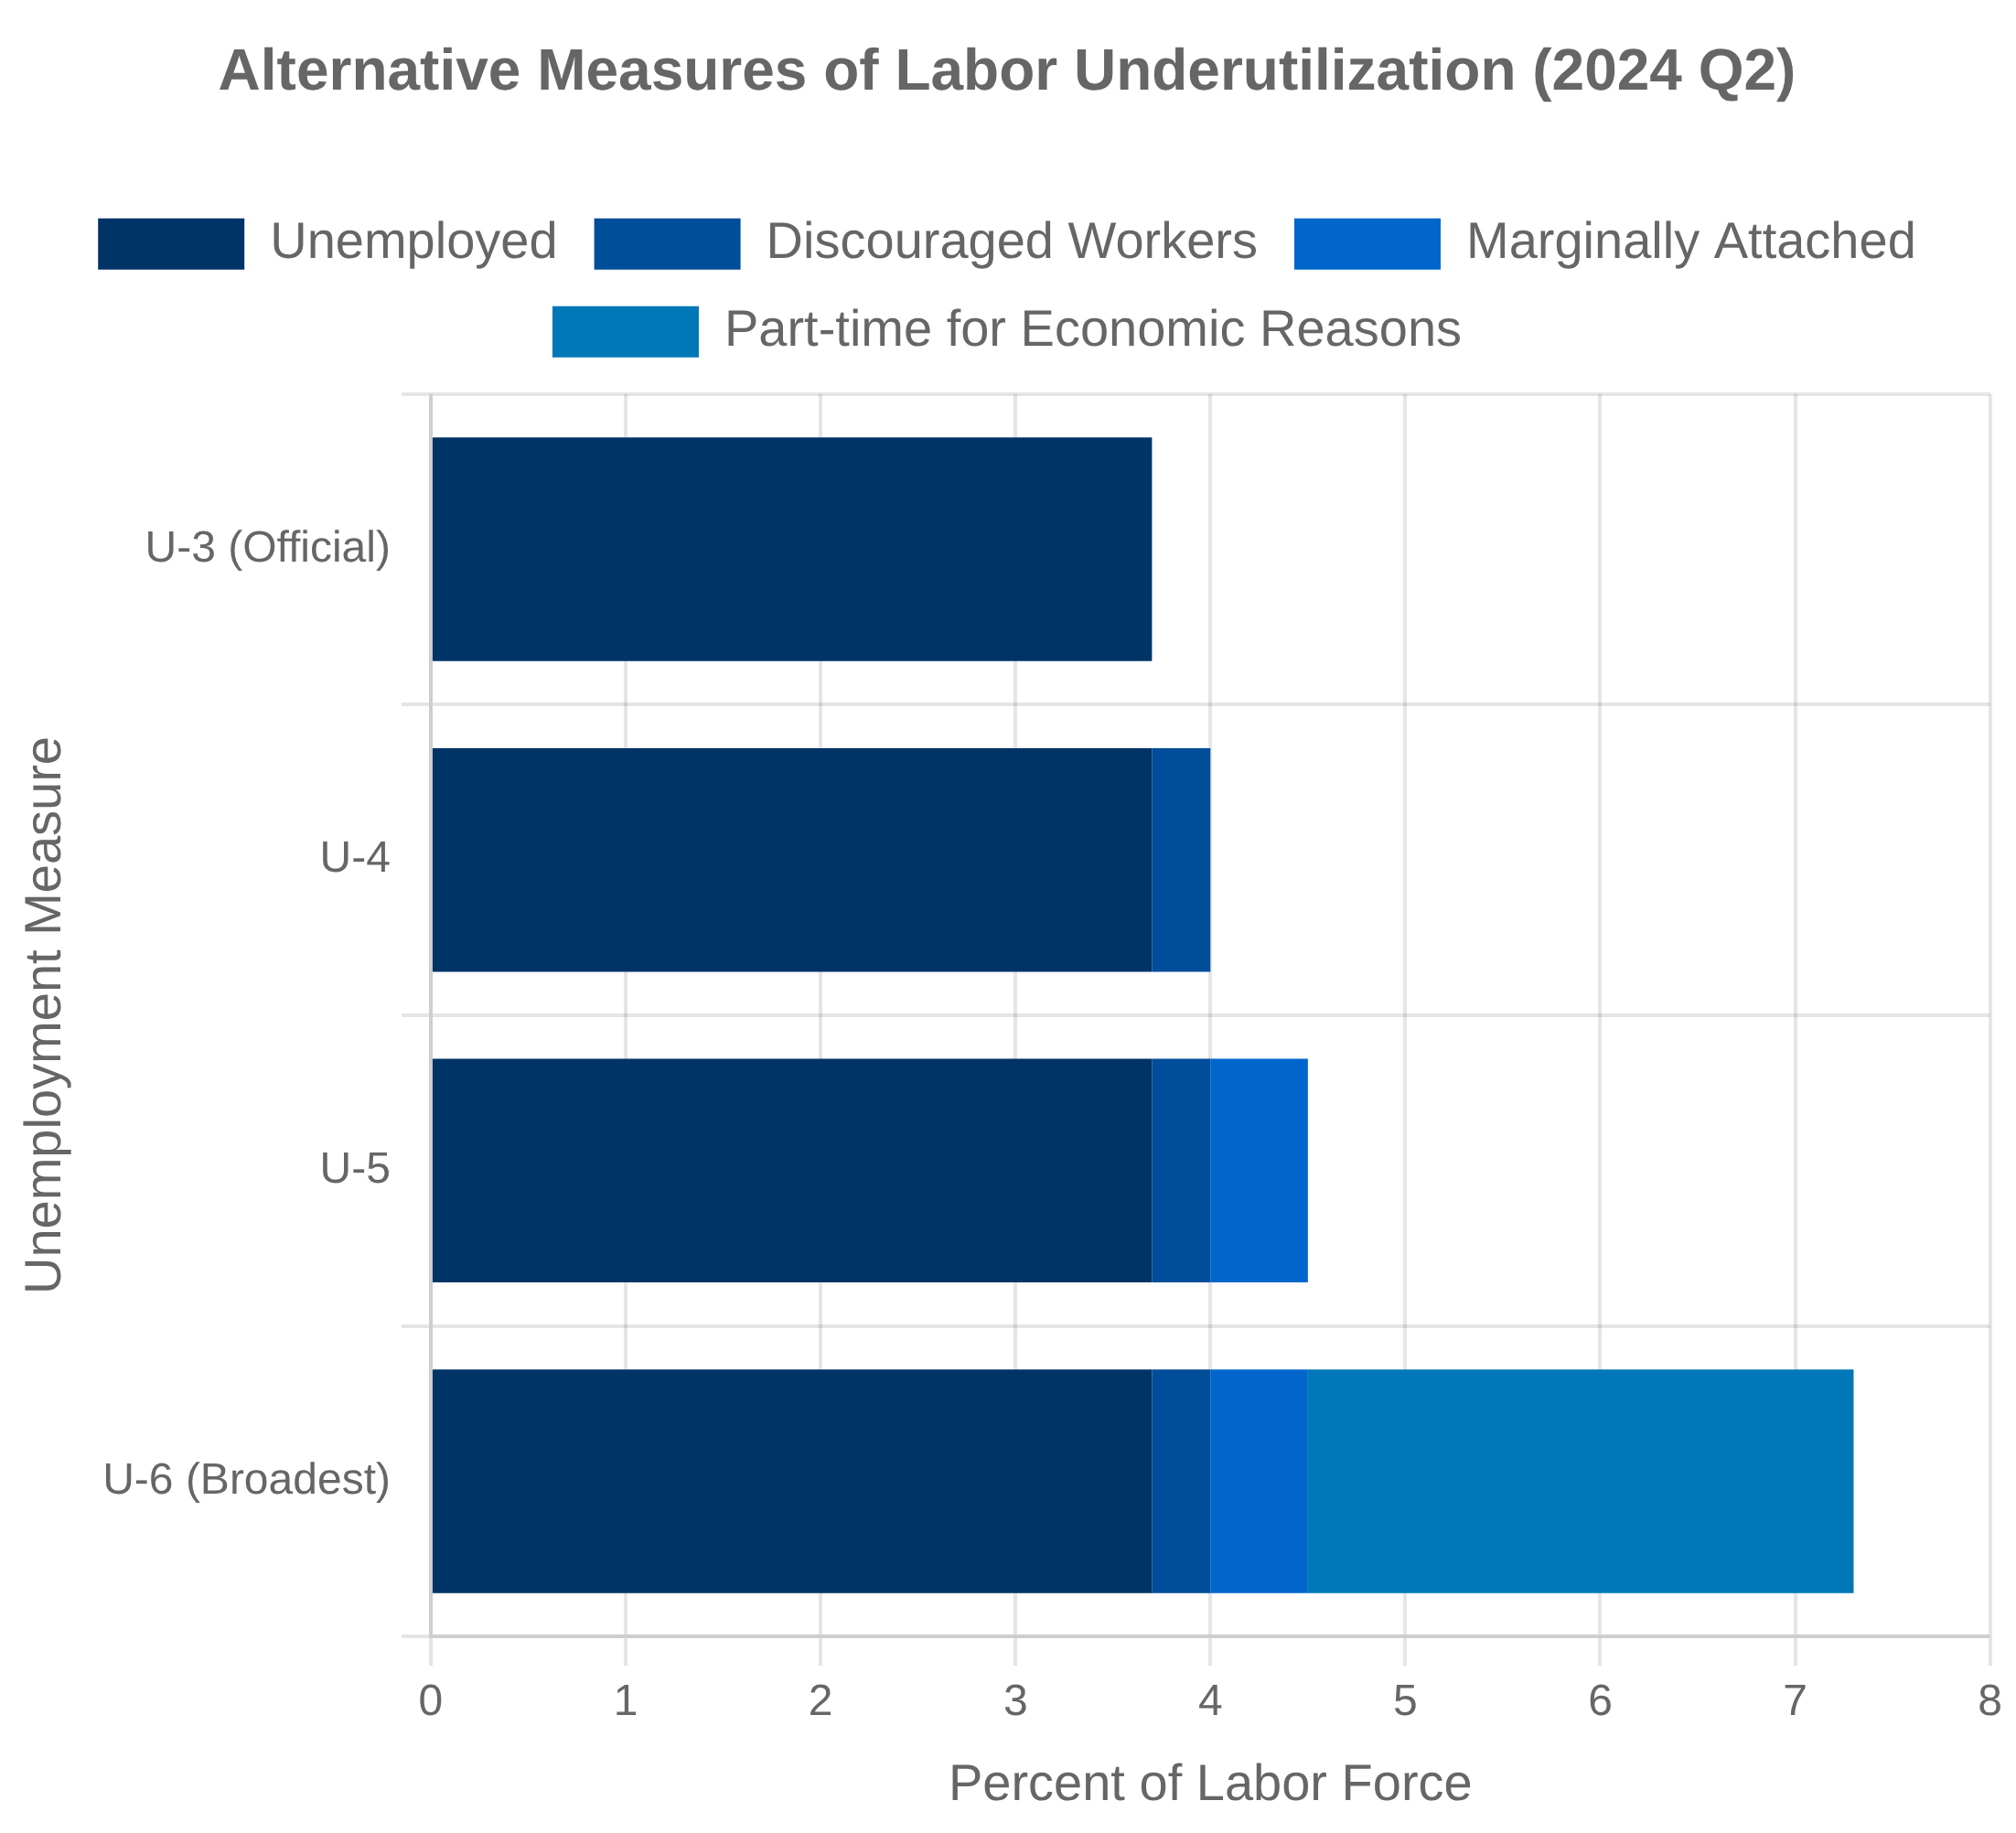 Alternative Measures of Labor Underutilization (2024 Q2)
Unemployed Discouraged Workers Marginally Attached
Part-time for Economic Reasons
Unemployment Measure
U-3 (Official)
U-4
U-5
U-6 (Broadest)
0 1 2 3 4 5 6 7 8
Percent of Labor Force